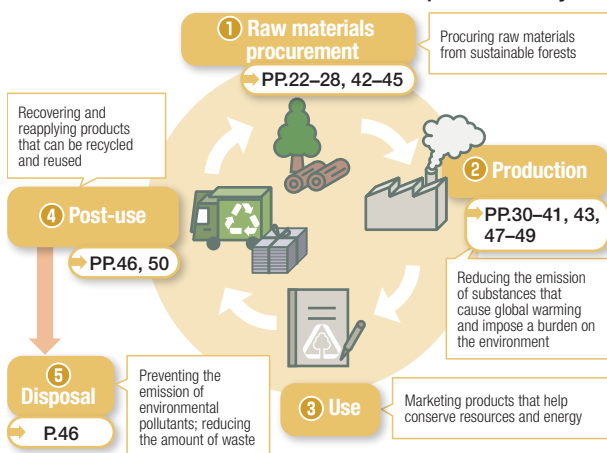 ① Raw materials
procurement
PP.22–28, 42–45
Procuring raw materials
from sustainable forests
② Production
PP.30–41, 43,
47–49
Reducing the emission
of substances that
cause global warming
and impose a burden on
the environment
③ Use
Marketing products that help
conserve resources and energy
Recovering and
reapplying products
that can be recycled
and reused
④ Post-use
PP.46, 50
⑤
Disposal
P.46
Preventing the
emission of
environmental
pollutants; reducing
the amount of waste